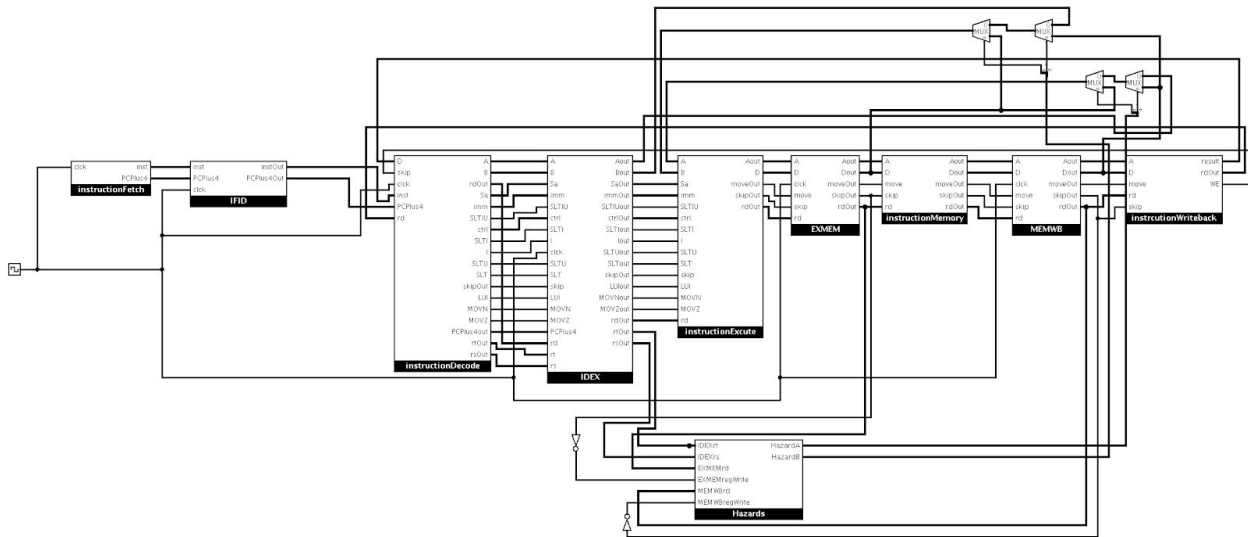 MUX
MUX
MUX
MUX
clck
inst
PCPlus4
instructionFetch
inst
instOut
PCPlus4
PCPlus4Out
clck
IFID
D
A
skip
B
clck
rdOut
inst
Sa
PCPlus4
imm
rd
SLTIU
ctrl
SLTI
I
SLTU
SLT
skipOut
LUI
MOVN
MOVZ
PCPlus4out
rtOut
rsOut
instructionDecode
A
Aout
B
Bout
Sa
SaOut
imm
immOut
SLTIU
SLTIUout
ctrl
ctrlOut
SLTI
SLTIout
I
Iout
clck
SLTUout
SLTU
SLTout
SLT
skipOut
skip
LUIout
LUI
MOVNout
MOVN
MOVZout
MOVZ
rdOut
PCPlus4
rtOut
rd
rsOut
rt
rs
IDEX
A
Aout
B
Dout
Sa
moveOut
imm
skipOut
SLTIU
rdOut
ctrl
SLTI
I
SLTU
SLT
skip
LUI
MOVN
MOVZ
rd
instructionExcute
A
Aout
D
Dout
clck
moveOut
move
skipOut
skip
rdOut
rd
EXMEM
A
Aout
D
Dout
move
moveOut
skip
skipOut
rd
rdOut
instructionMemory
A
Aout
D
Dout
clck
moveOut
move
skipOut
skip
rdOut
rd
MEMWB
A
result
D
rdOut
move
WE
rd
skip
instrcutionWriteback
IDEXrt
HazardA
IDEXrs
HazardB
EXMEMrd
EXMEMregWrite
MEMWBrd
MEMWBregWrite
Hazards